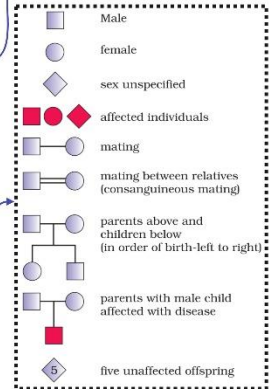 Male
female
sex unspecified
affected individuals
mating
mating between relatives
(consanguineous mating)
parents above and
children below
(in order of birth-left to right)
parents with male child
affected with disease
5 five unaffected offspring